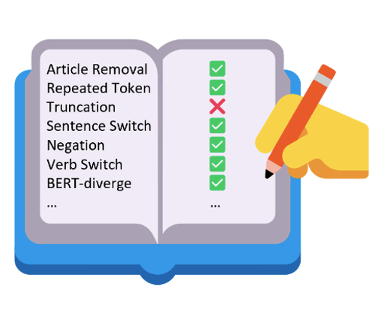 Article Removal ✅
Repeated Token ✅
Truncation ❌
Sentence Switch ✅
Negation ✅
Verb Switch ✅
BERT-diverge ✅
... ...